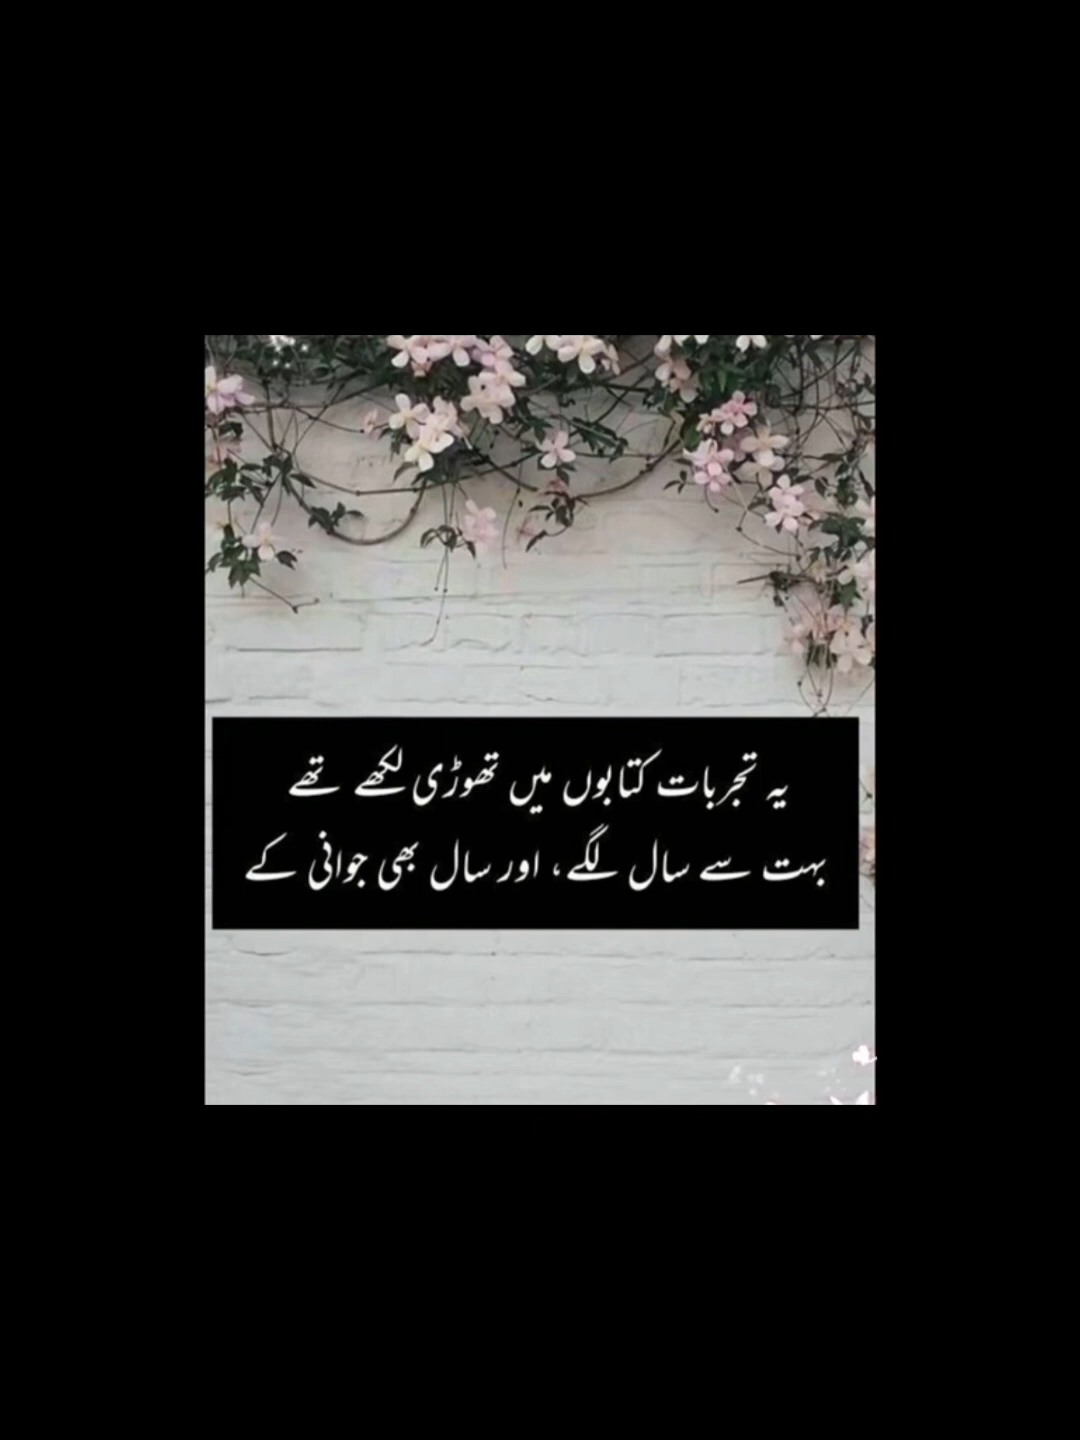 یہ تجربات کتابوں میں تھوڑی لکھے تھے
بہت سے سال لگے، اور سال بھی جوانی کے